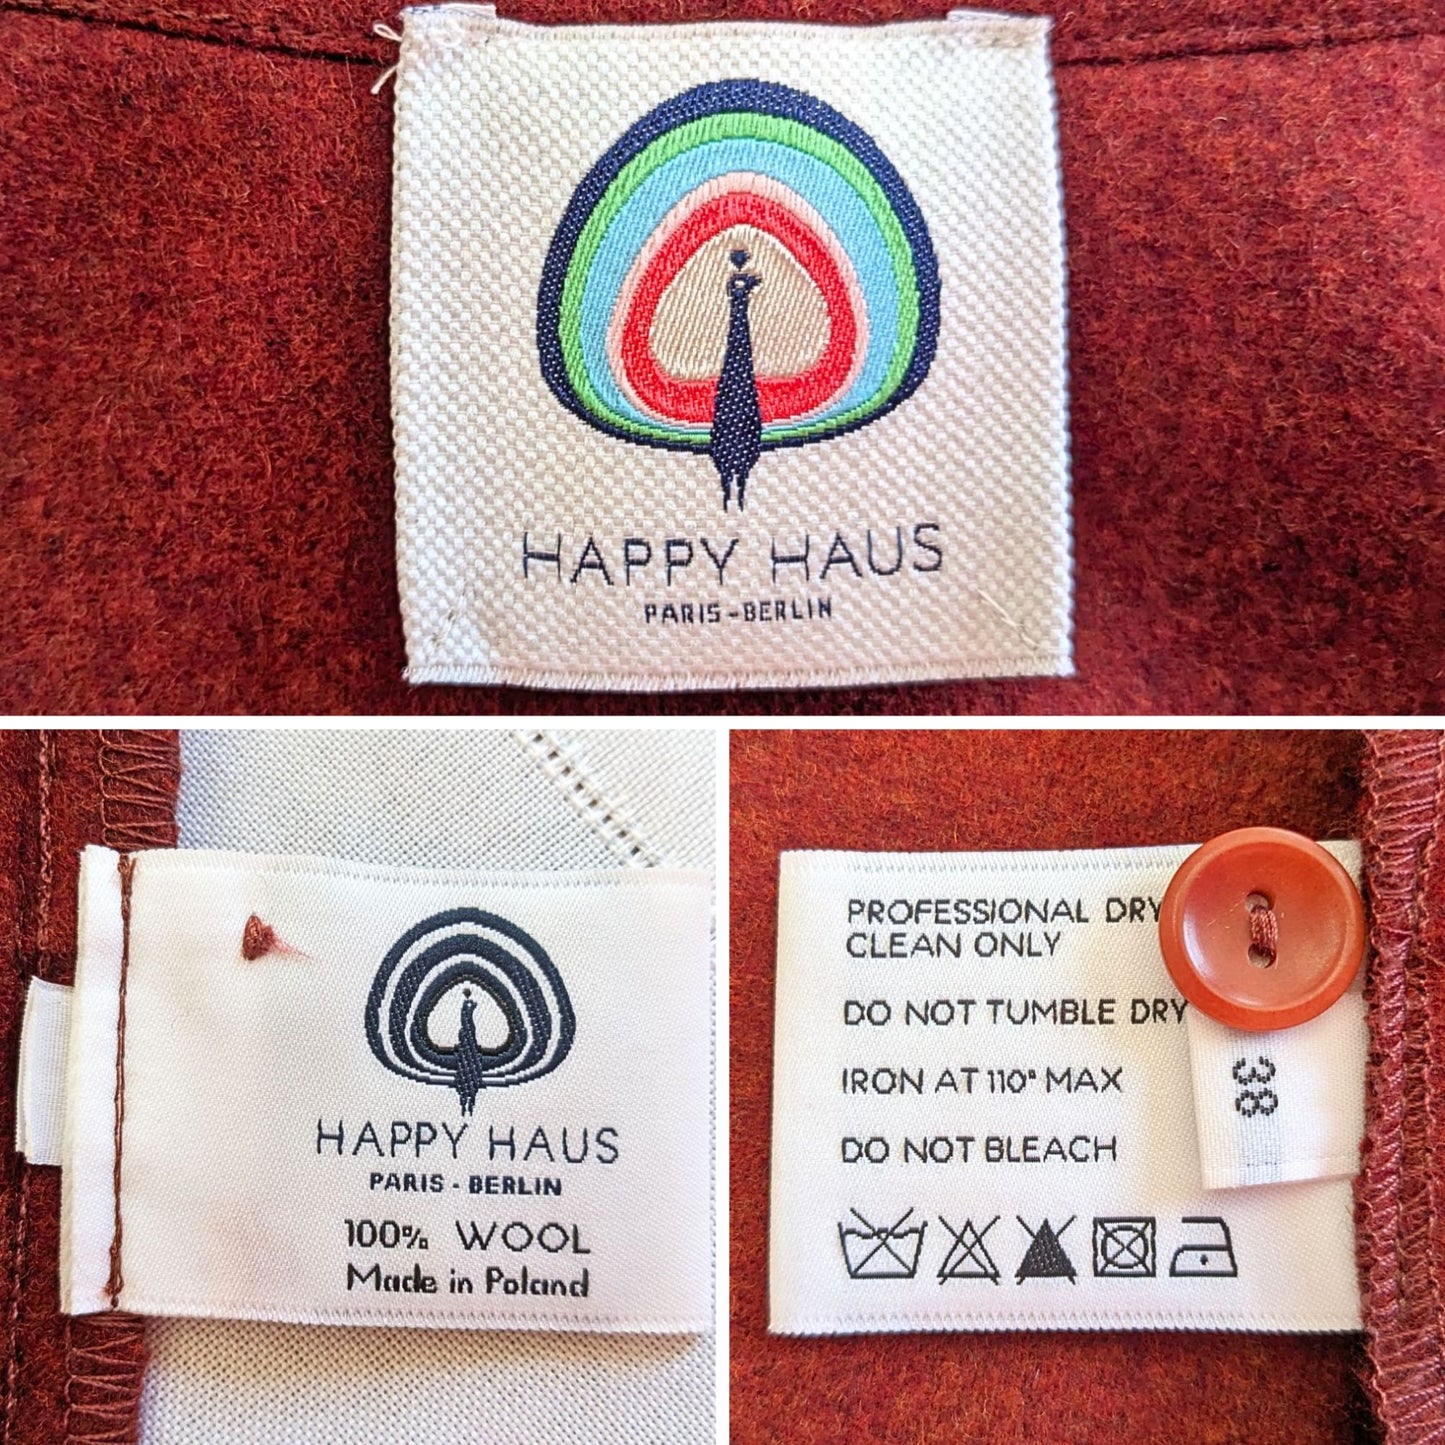 HAPPY HAUS
PARIS-BERLIN
HAPPY HAUS
PARIS - BERLIN
100% WOOL
Made in Poland
PROFESSIONAL DRY
CLEAN ONLY
DO NOT TUMBLE DRY
IRON AT 110° MAX
DO NOT BLEACH
38